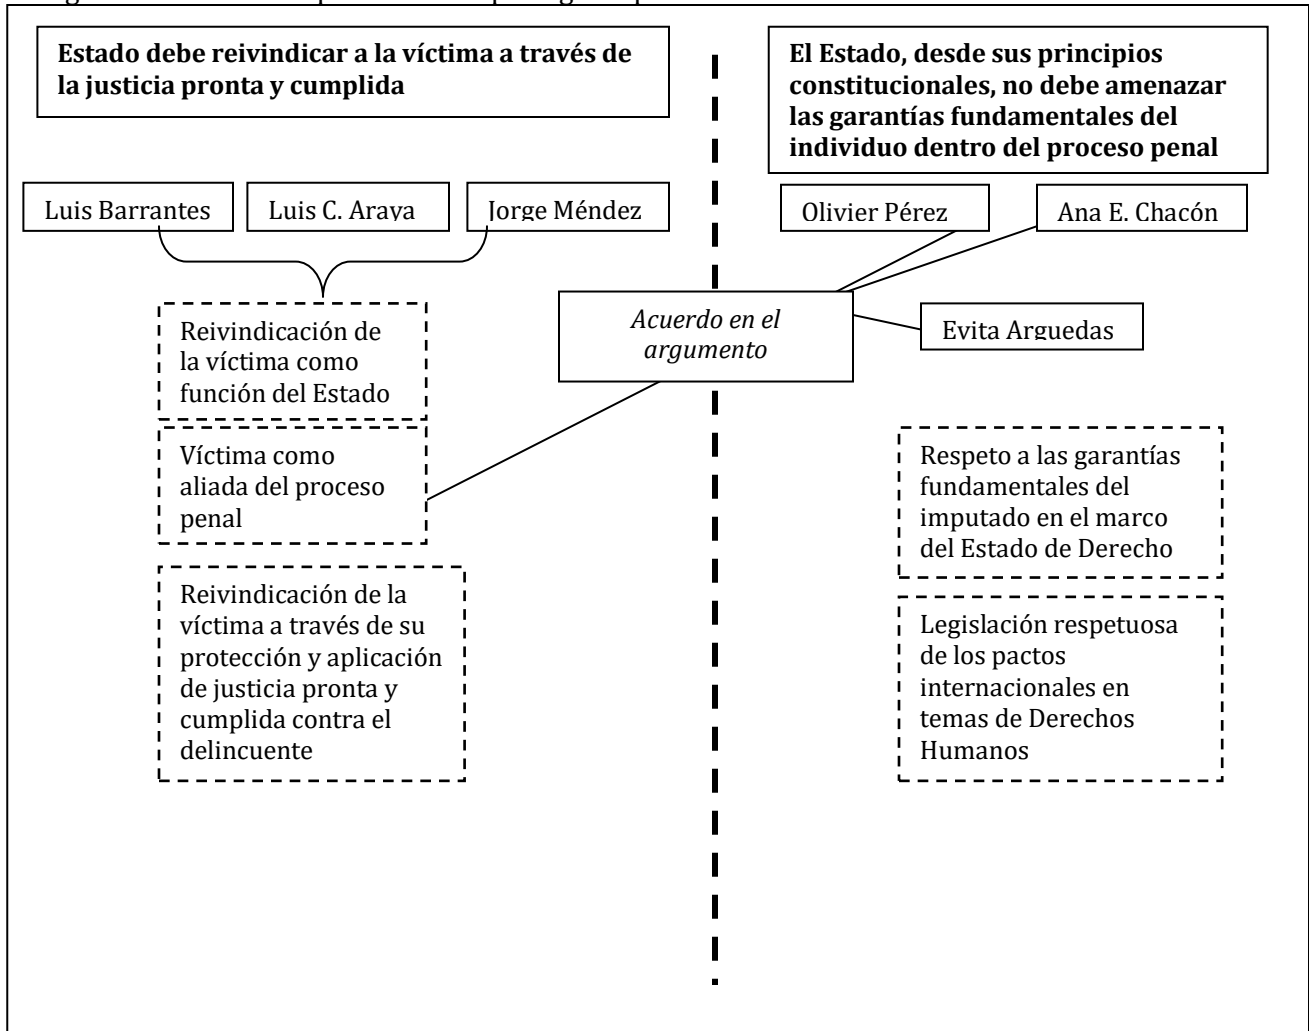 Estado debe reivindicar a la víctima a través de
la justicia pronta y cumplida
El Estado, desde sus principios
constitucionales, no debe amenazar
las garantías fundamentales del
individuo dentro del proceso penal
Luis Barrantes
Luis C. Araya
Jorge Méndez
Olivier Pérez
Ana E. Chacón
Acuerdo en el
argumento
Evita Arguedas
Reivindicación de
la víctima como
función del Estado
Víctima como
aliada del proceso
penal
Reivindicación de la
víctima a través de su
protección y aplicación
de justicia pronta y
cumplida contra el
delincuente
Respeto a las garantías
fundamentales del
imputado en el marco
del Estado de Derecho
Legislación respetuosa
de los pactos
internacionales en
temas de Derechos
Humanos